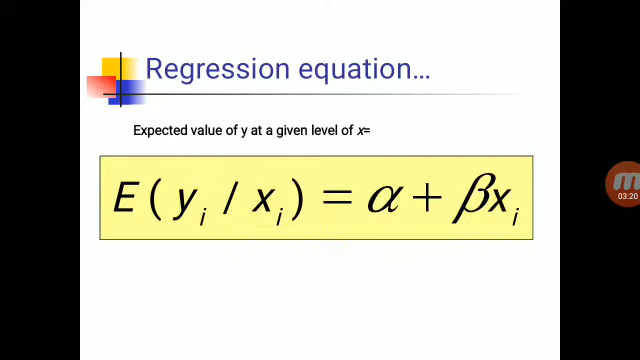 Regression equation…
Expected value of y at a given level of x=
E ( yᵢ / xᵢ ) = α + βxᵢ
03:20